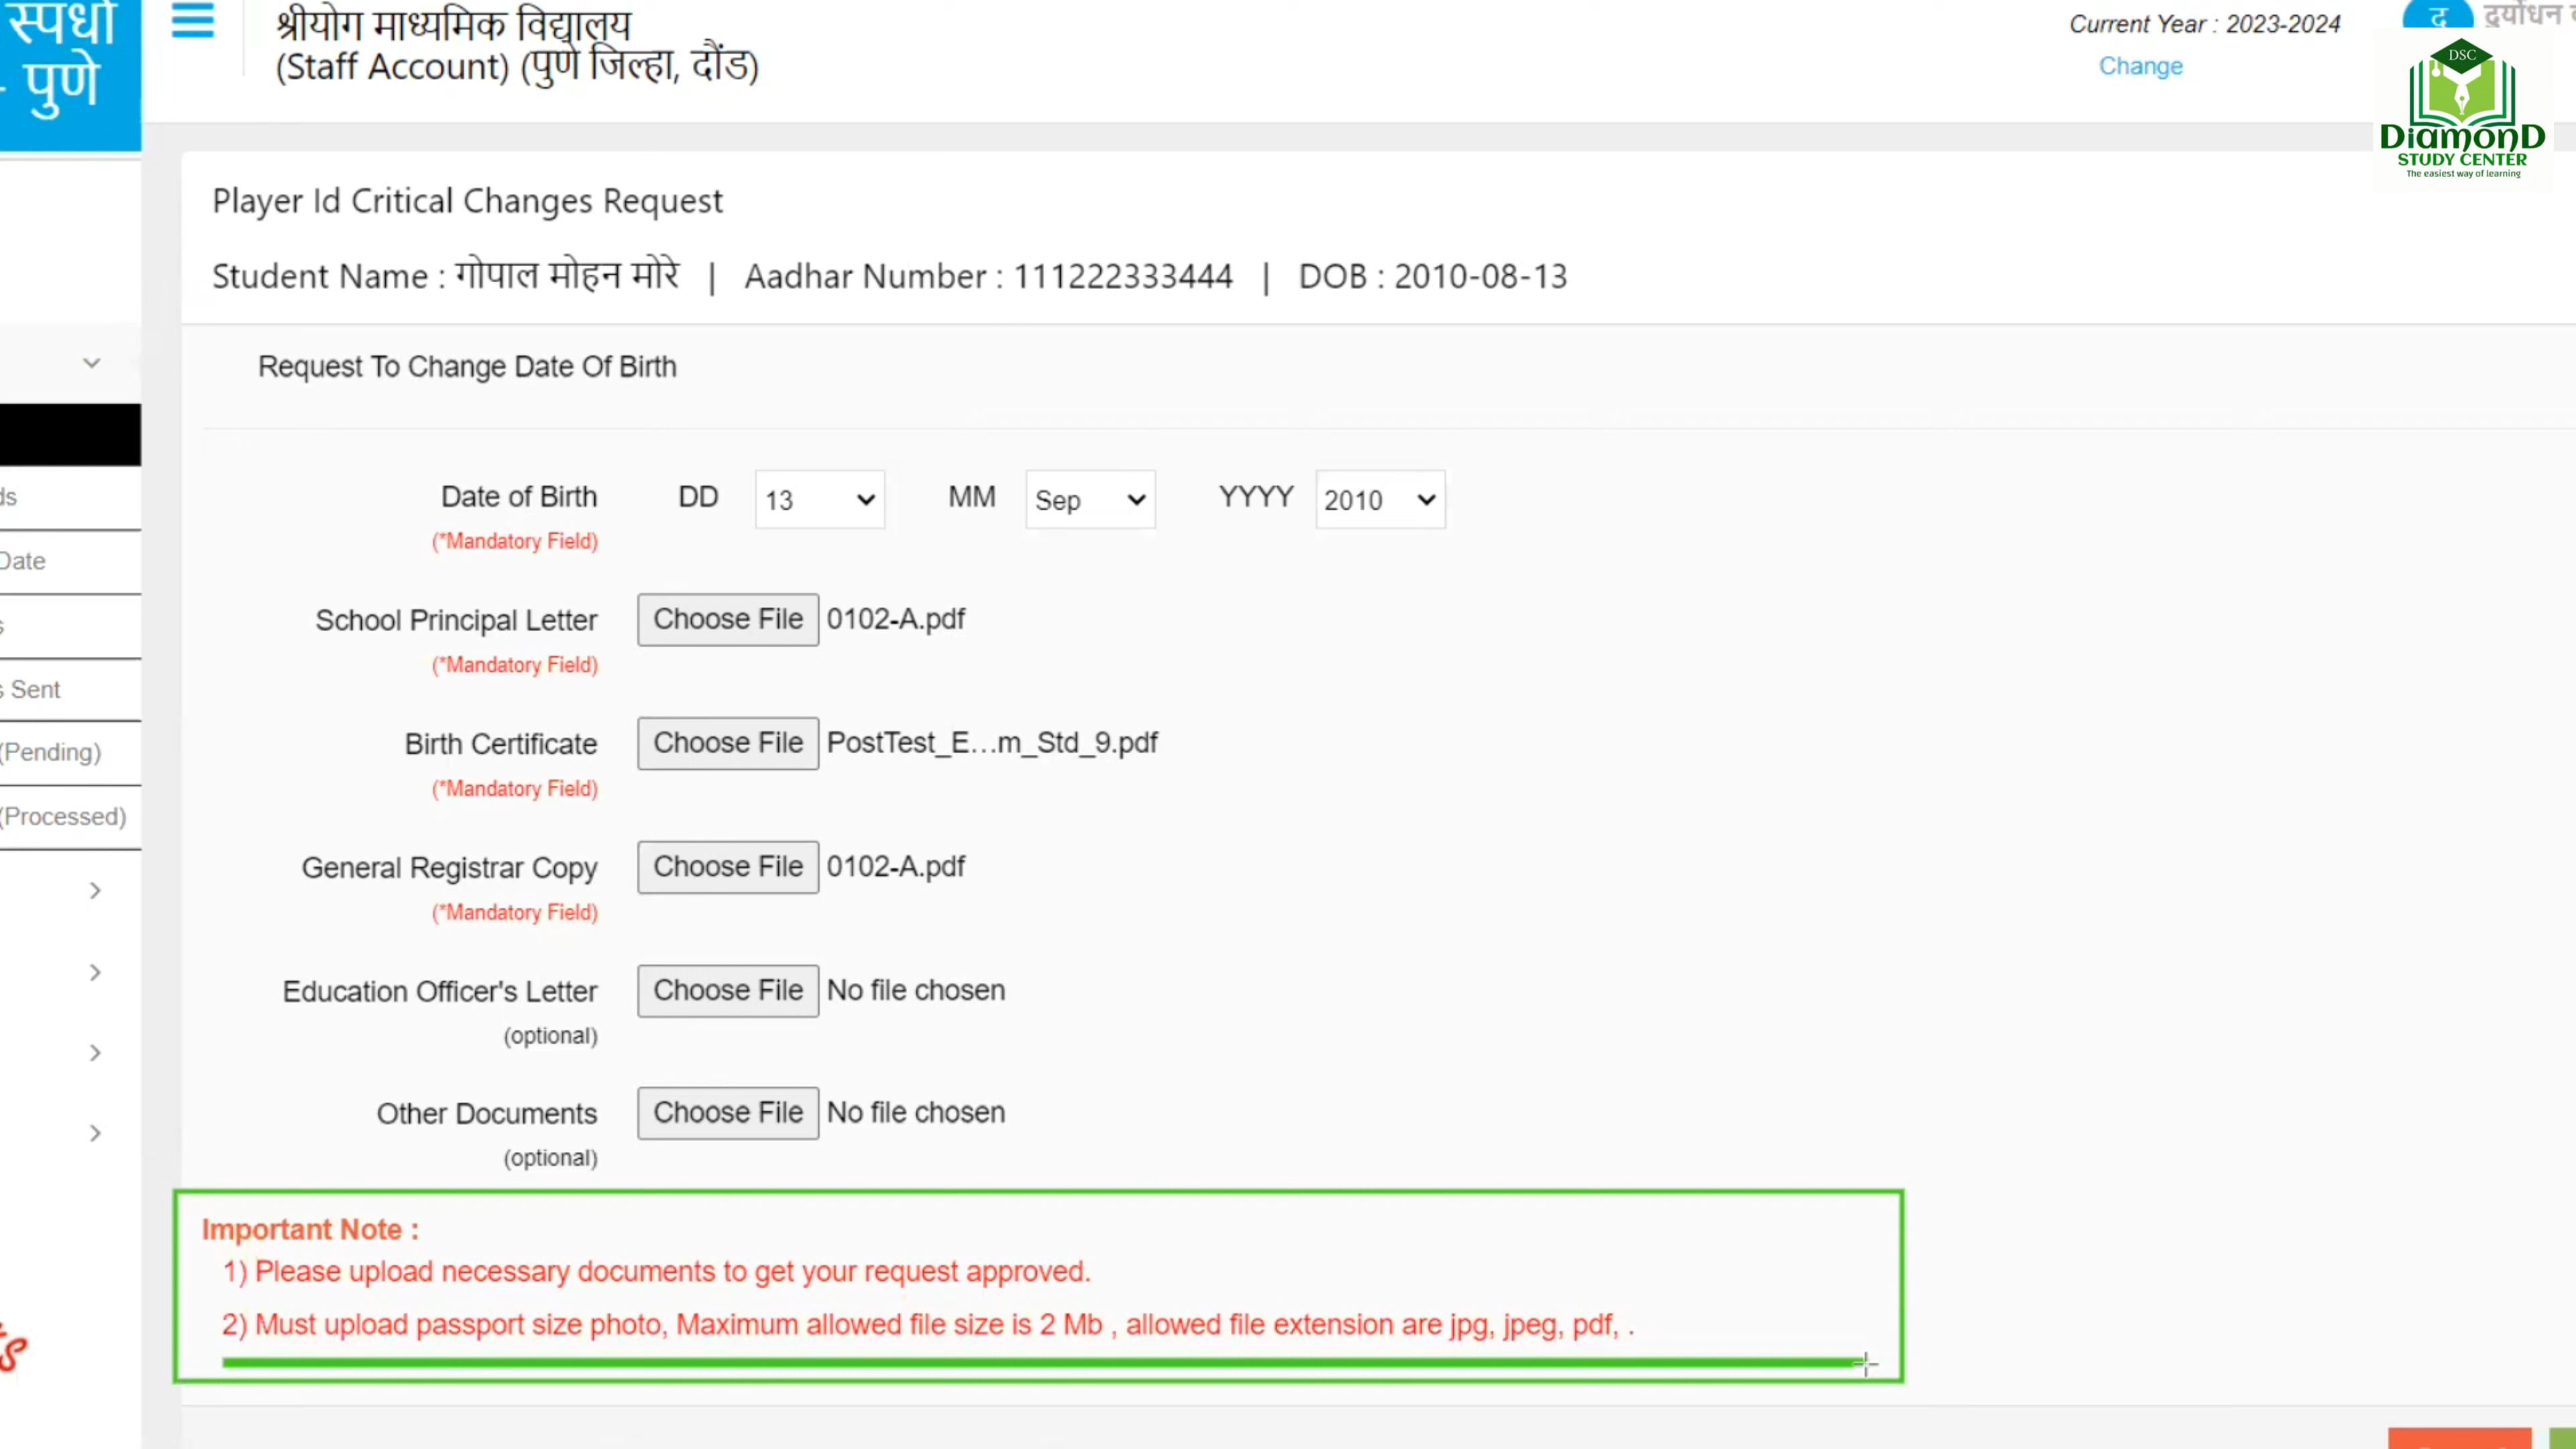 स्पर्धा
- पुणे
श्रीयोग माध्यमिक विद्यालय
(Staff Account) (पुणे जिल्हा, दौंड)
Current Year : 2023-2024
Change
द
DSC
DiamonD
STUDY CENTER
The easiest way of learning
Player Id Critical Changes Request
Student Name : गोपाल मोहन मोरे | Aadhar Number : 111222333444 | DOB : 2010-08-13
Request To Change Date Of Birth
Date of Birth DD 13 MM Sep YYYY 2010
(*Mandatory Field)
School Principal Letter Choose File 0102-A.pdf
(*Mandatory Field)
Birth Certificate Choose File PostTest_E...m_Std_9.pdf
(*Mandatory Field)
General Registrar Copy Choose File 0102-A.pdf
(*Mandatory Field)
Education Officer's Letter Choose File No file chosen
(optional)
Other Documents Choose File No file chosen
(optional)
Important Note :
1) Please upload necessary documents to get your request approved.
2) Must upload passport size photo, Maximum allowed file size is 2 Mb , allowed file extension are jpg, jpeg, pdf, .
Date
Sent
(Pending)
(Processed)